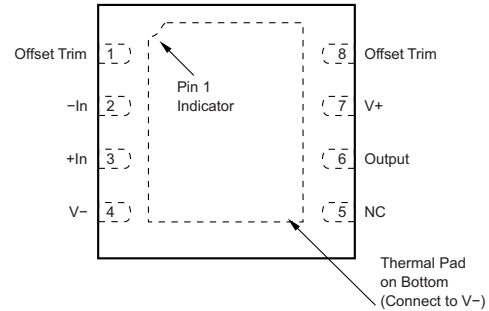 Offset Trim 1
8 Offset Trim
Pin 1
Indicator
−In 2
7 V+
+In 3
6 Output
V− 4
5 NC
Thermal Pad
on Bottom
(Connect to V−)